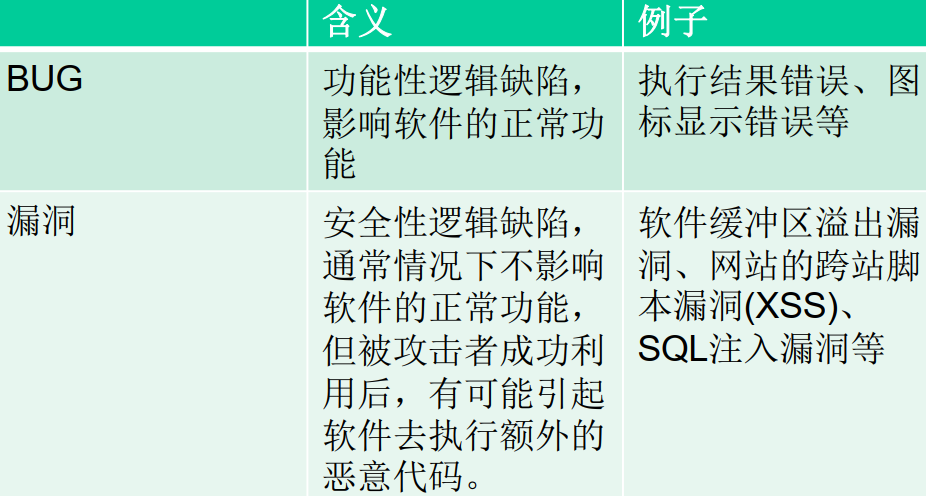 含义
例子
BUG
功能性逻辑缺陷，
影响软件的正常功
能
执行结果错误、图
标显示错误等
漏洞
安全性逻辑缺陷，
通常情况下不影响
软件的正常功能，
但被攻击者成功利
用后，有可能引起
软件去执行额外的
恶意代码。
软件缓冲区溢出漏
洞、网站的跨站脚
本漏洞(XSS)、
SQL注入漏洞等